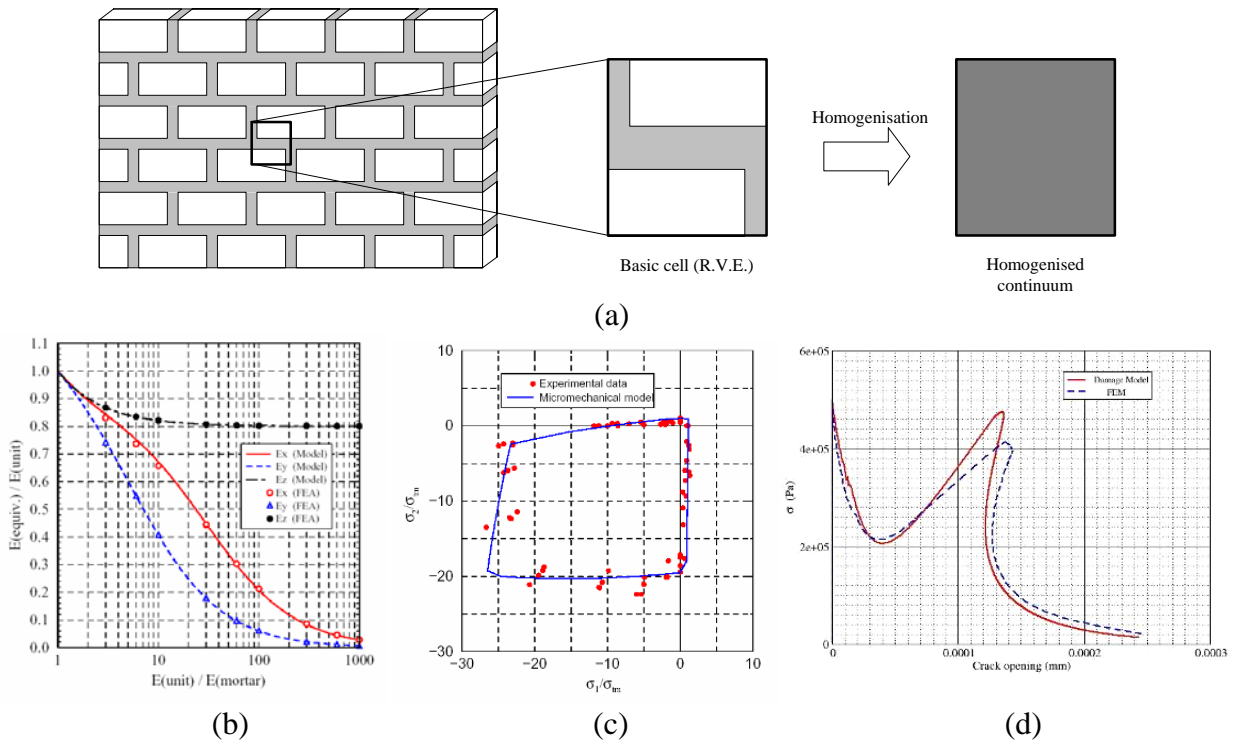 Homogenisation
Basic cell (R.V.E.)
Homogenised
continuum
(a)
1.1
1.0
0.9
0.8
0.7
0.6
0.5
0.4
0.3
0.2
0.1
0.0
E(equiv.) / E(unit)
Ex (Model)
Ey (Model)
Ez (Model)
Ex (FEA)
Ey (FEA)
Ez (FEA)
1 10 100 1000
E(unit) / E(mortar)
(b)
10
0
−10
−20
−30
σ2/σtm
Experimental data
Micromechanical model
−30 −20 −10 0 10
σ1/σtm
(c)
6e+05
4e+05
2e+05
0
σ (Pa)
Damage Model
FEM
0 0.0001 0.0002 0.0003
Crack opening (mm)
(d)